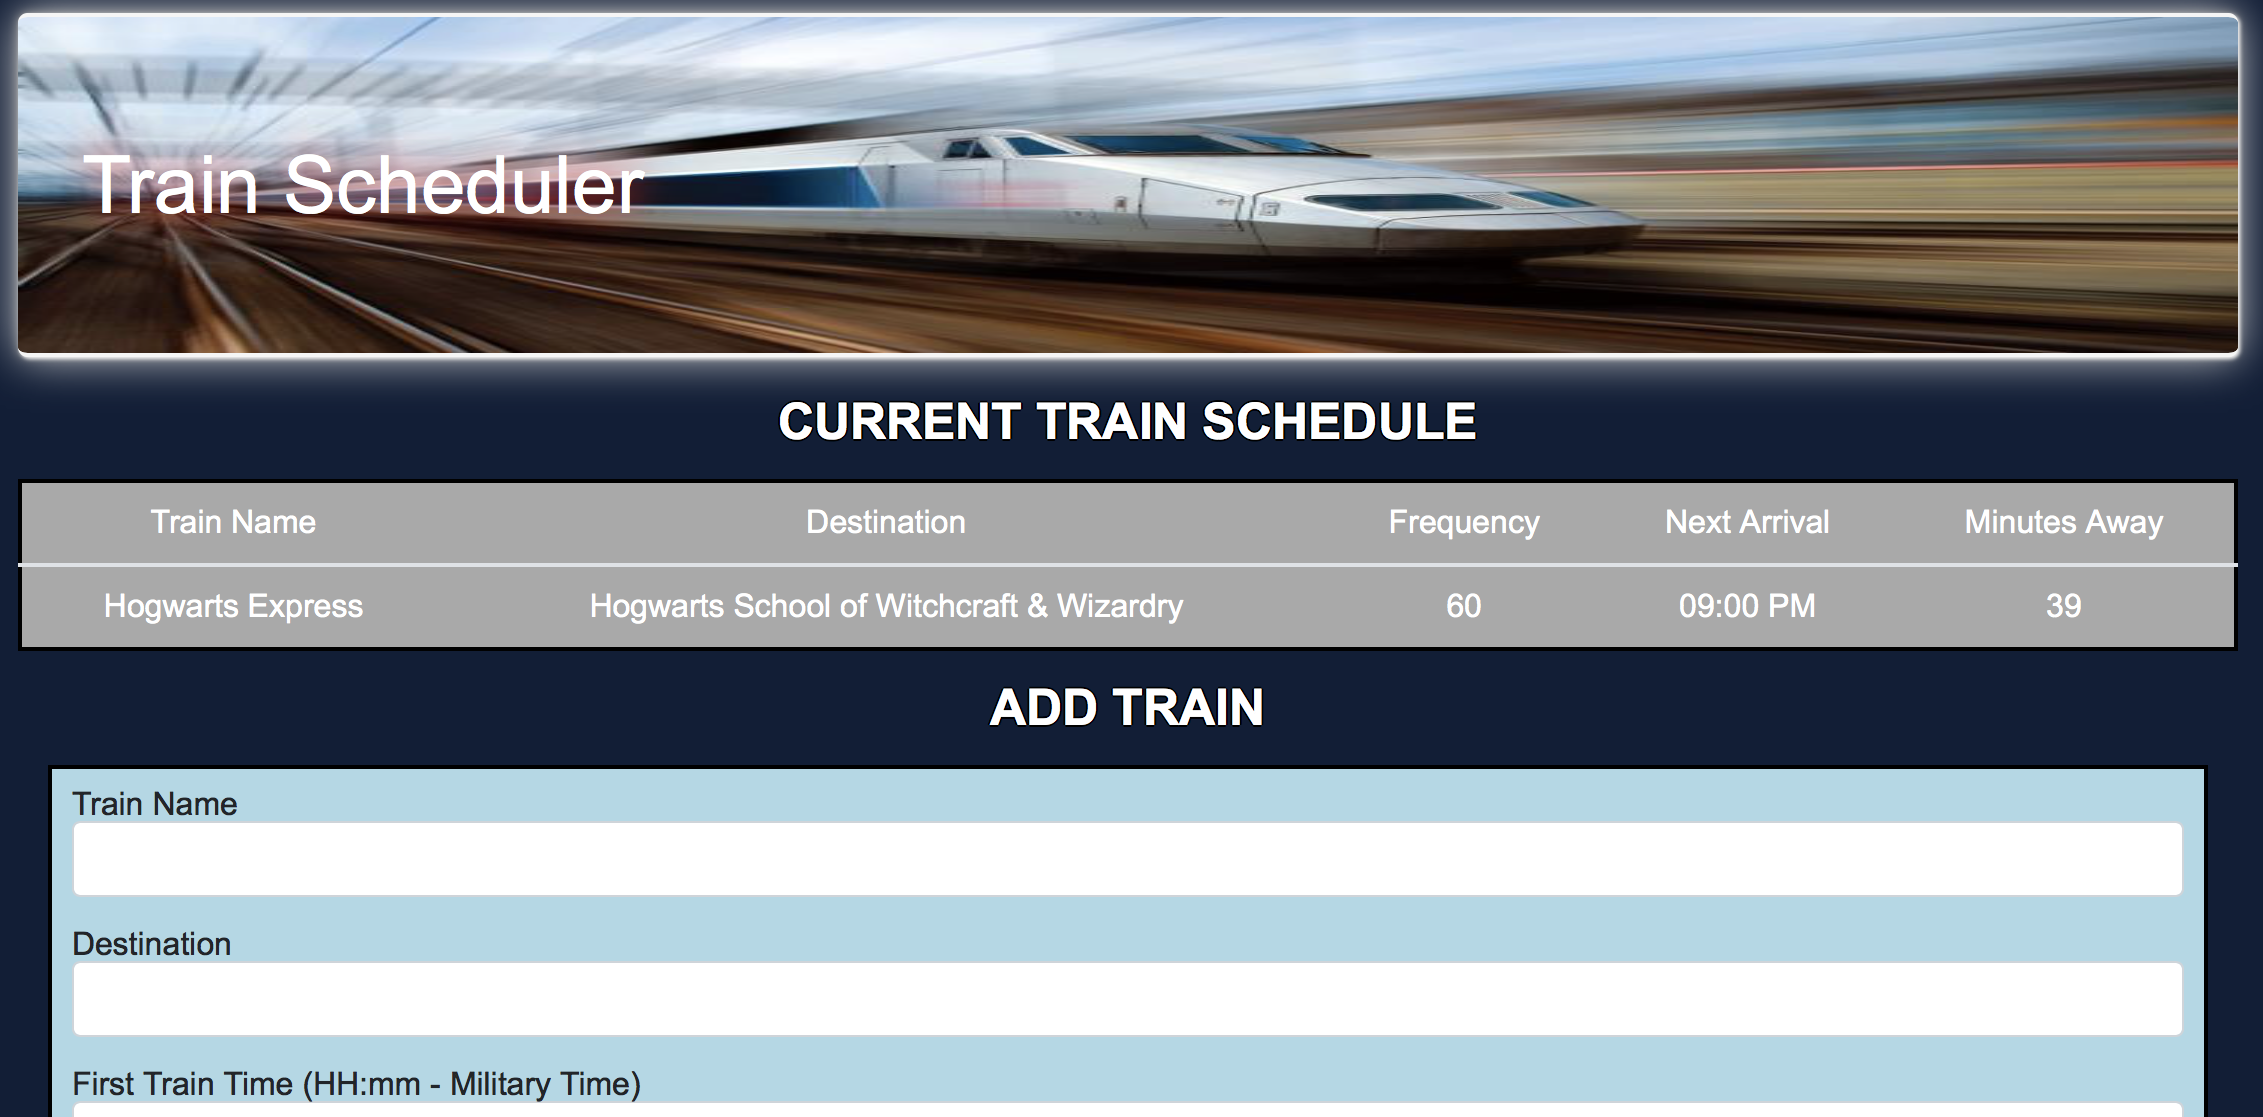 Train Scheduler
CURRENT TRAIN SCHEDULE
Train Name Destination Frequency Next Arrival Minutes Away
Hogwarts Express Hogwarts School of Witchcraft & Wizardry 60 09:00 PM 39
ADD TRAIN
Train Name
Destination
First Train Time (HH:mm - Military Time)